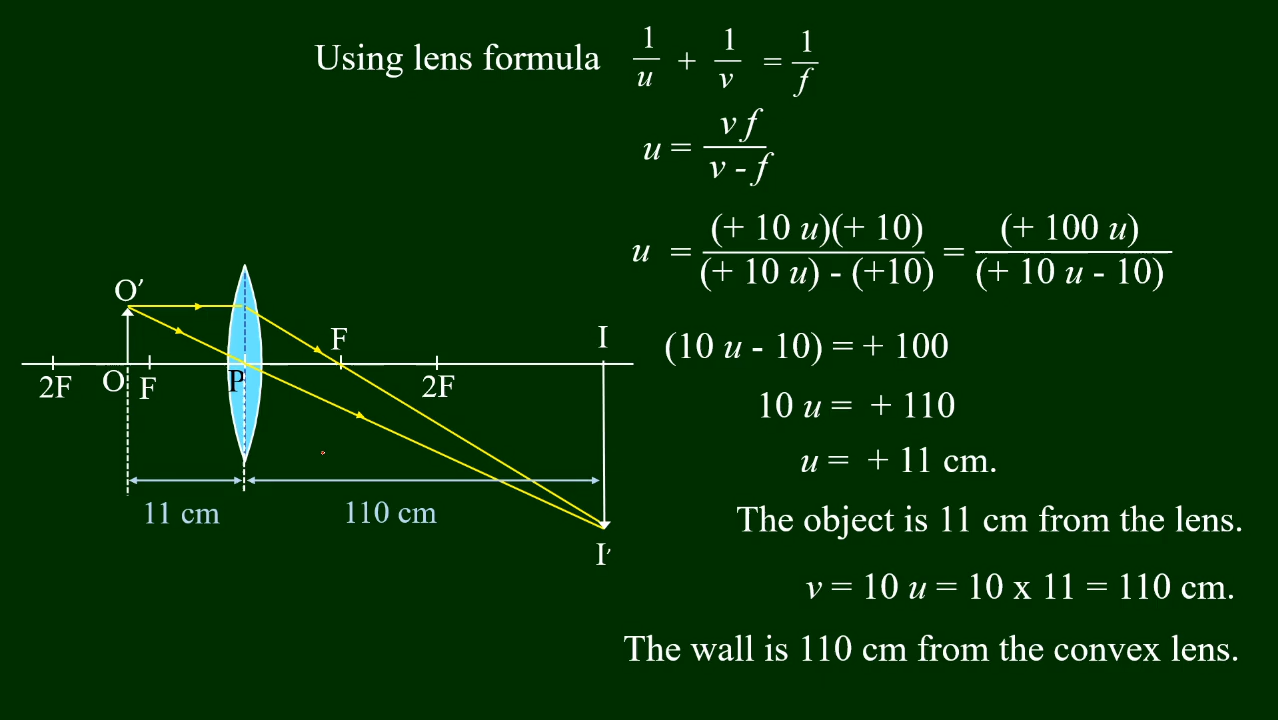 Using lens formula 1/u + 1/v = 1/f
u = v f / v - f
u = (+ 10 u)(+ 10) / (+ 10 u) - (+10) = (+ 100 u) / (+ 10 u - 10)
(10 u - 10) = + 100
10 u = + 110
u = + 11 cm.
The object is 11 cm from the lens.
v = 10 u = 10 x 11 = 110 cm.
The wall is 110 cm from the convex lens.
O'
F
I
2F
O
F
P
2F
11 cm
110 cm
I'